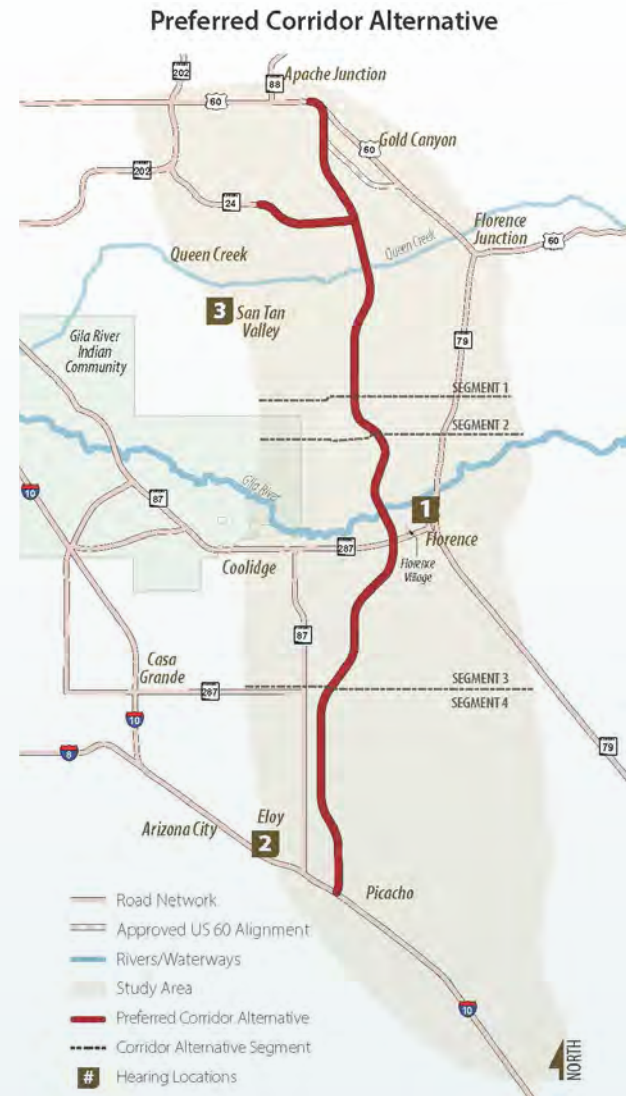 Preferred Corridor Alternative
202
88
Apache Junction
60
Gold Canyon
60
202
24
Florence
Junction
60
Queen Creek
Queen Creek
3
San Tan
Valley
79
Gila River
Indian
Community
SEGMENT 1
SEGMENT 2
10
87
Gila River
1
287
Florence
Florence
Village
Coolidge
87
Casa
Grande
287
SEGMENT 3
SEGMENT 4
10
8
79
Eloy
Arizona City
2
Picacho
10
Road Network
Approved US 60 Alignment
Rivers/Waterways
Study Area
Preferred Corridor Alternative
Corridor Alternative Segment
# Hearing Locations
NORTH